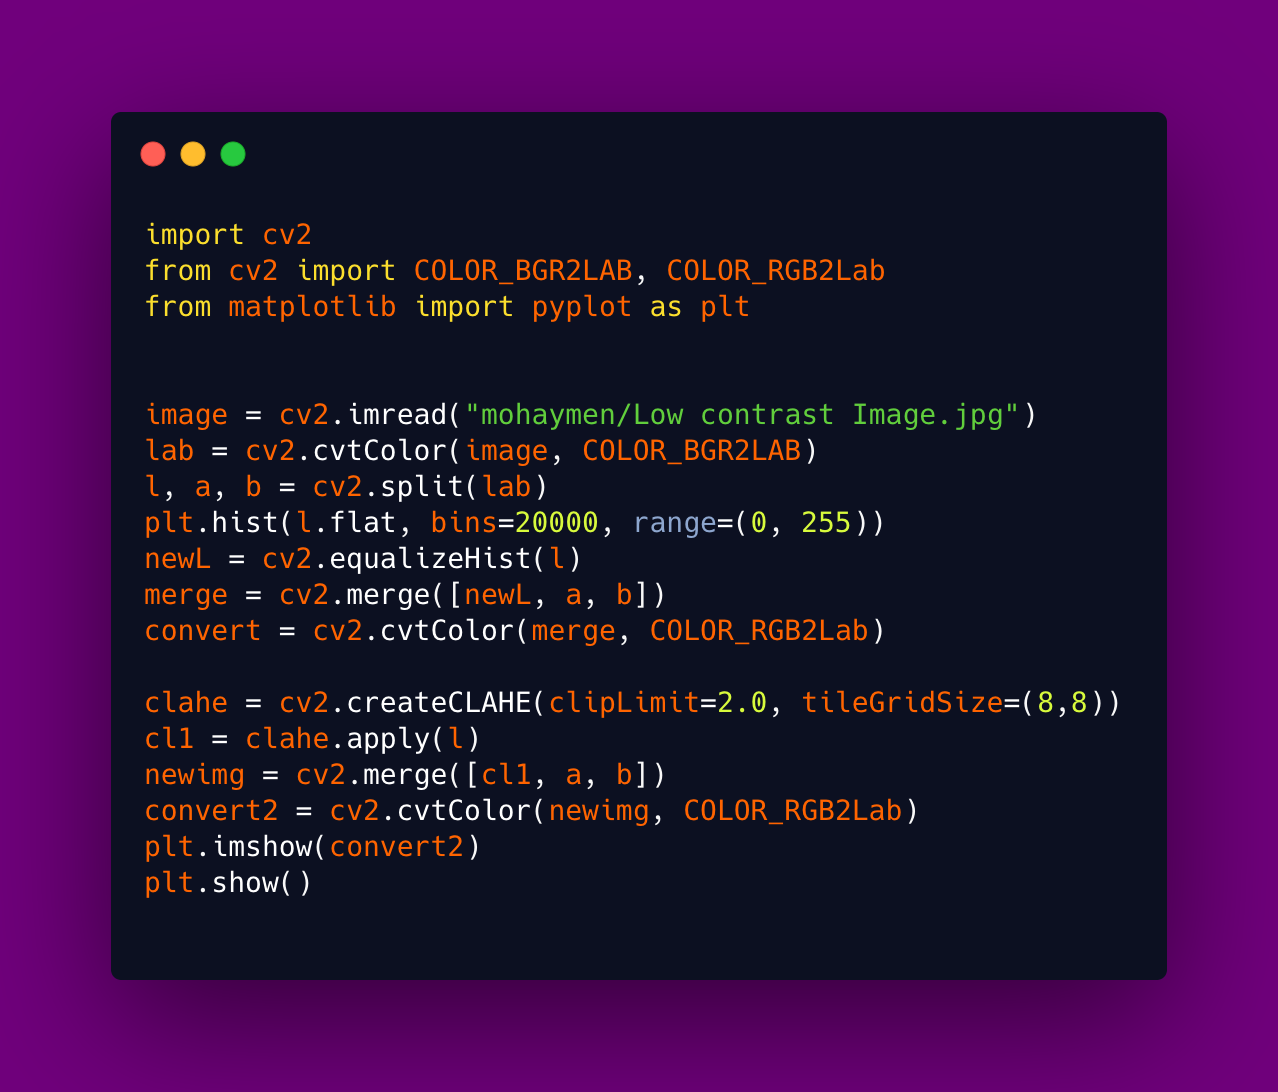 import cv2
from cv2 import COLOR_BGR2LAB, COLOR_RGB2Lab
from matplotlib import pyplot as plt
image = cv2.imread("mohaymen/Low contrast Image.jpg")
lab = cv2.cvtColor(image, COLOR_BGR2LAB)
l, a, b = cv2.split(lab)
plt.hist(l.flat, bins=20000, range=(0, 255))
newL = cv2.equalizeHist(l)
merge = cv2.merge([newL, a, b])
convert = cv2.cvtColor(merge, COLOR_RGB2Lab)
clahe = cv2.createCLAHE(clipLimit=2.0, tileGridSize=(8,8))
cl1 = clahe.apply(l)
newimg = cv2.merge([cl1, a, b])
convert2 = cv2.cvtColor(newimg, COLOR_RGB2Lab)
plt.imshow(convert2)
plt.show()